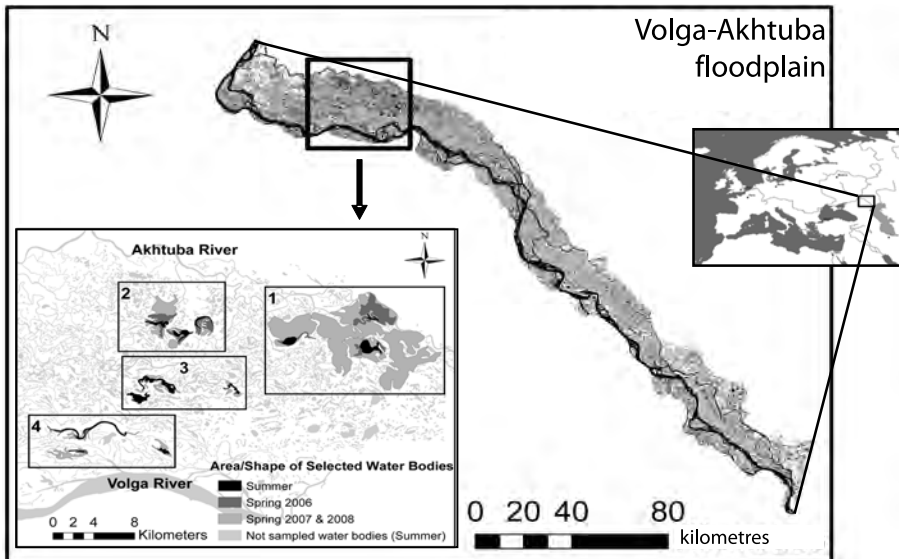 Volga-Akhtuba
floodplain
N
Akhtuba River
N
1
2
3
4
Volga River
Area/Shape of Selected Water Bodies
Summer
Spring 2006
Spring 2007 & 2008
Not sampled water bodies (Summer)
0 2 4 8
Kilometers
0 20 40 80
kilometres